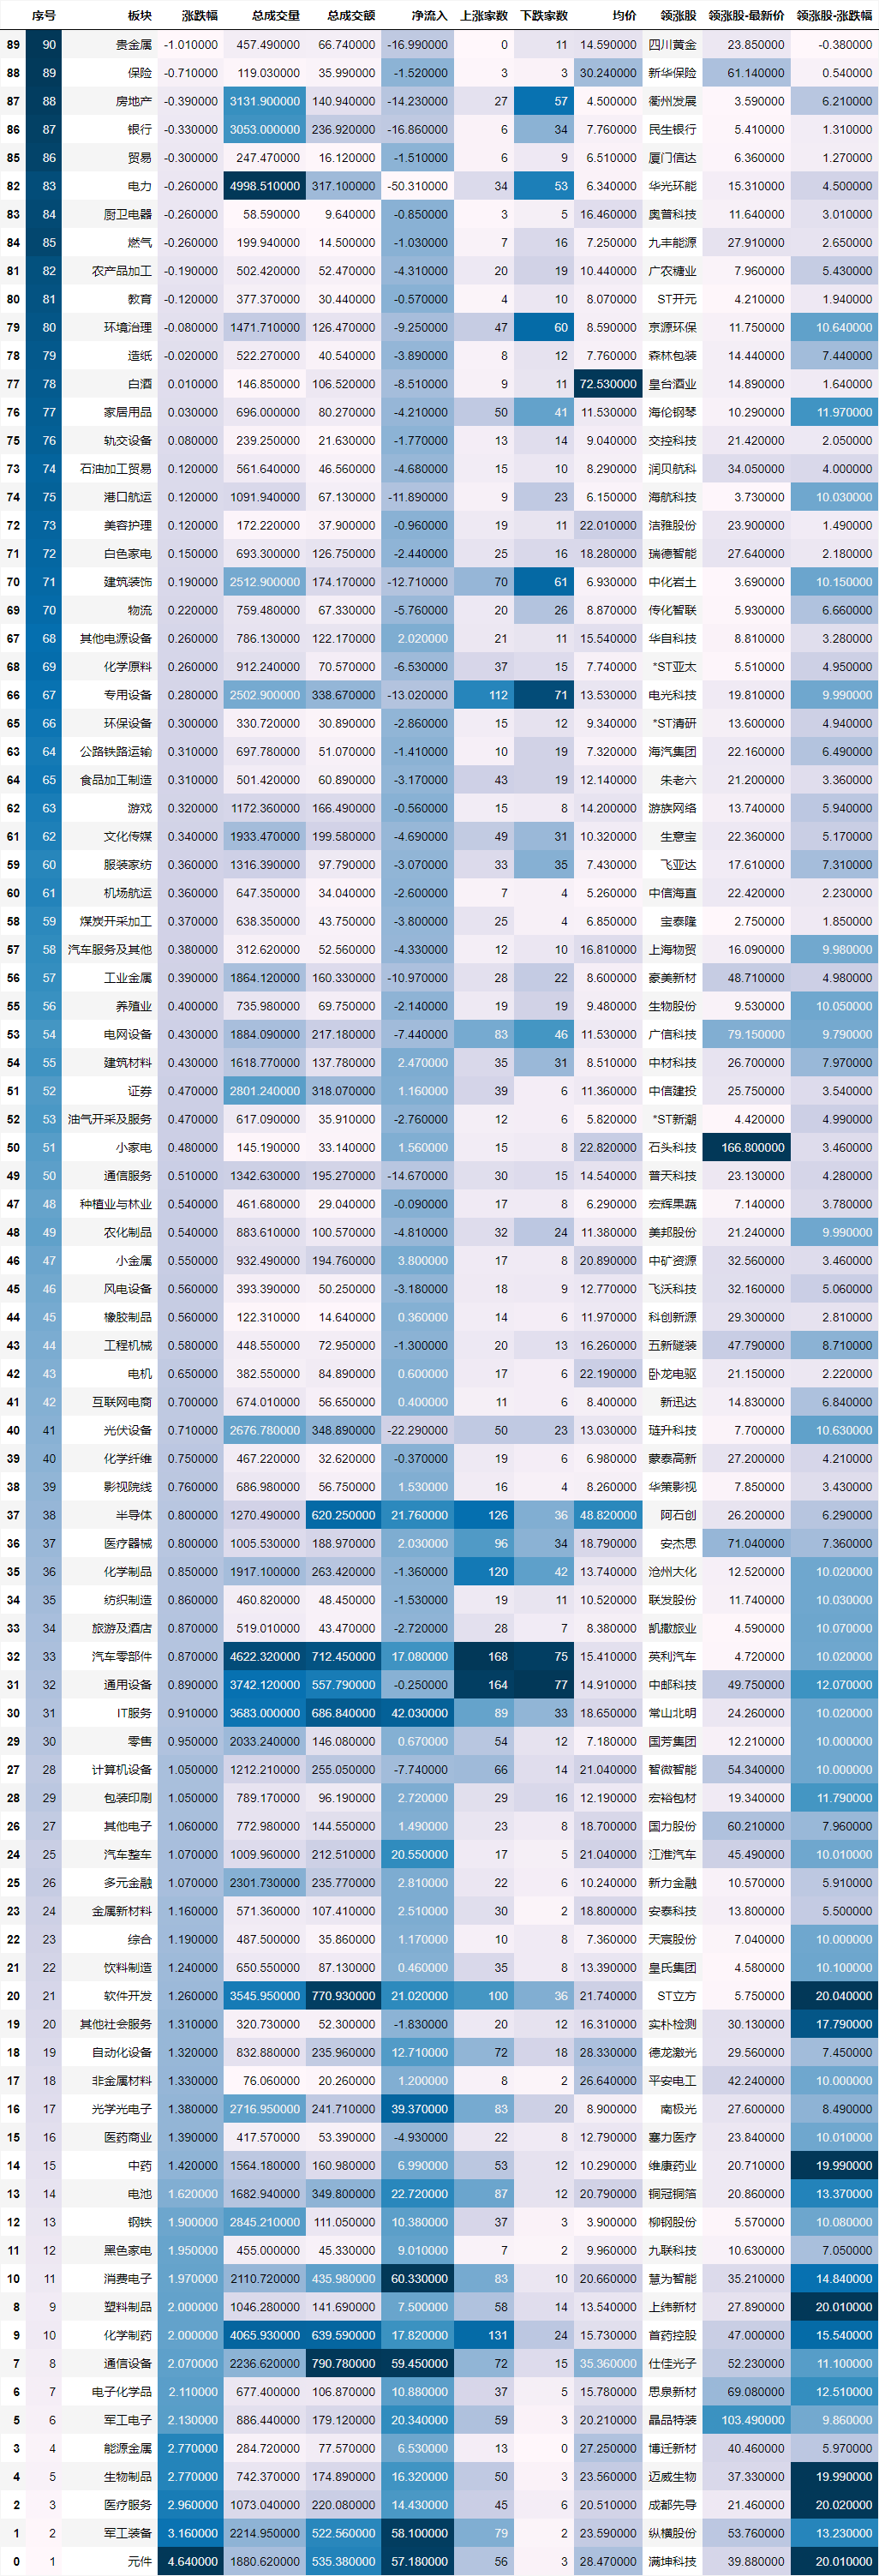 序号 板块 涨跌幅 总成交量 总成交额 净流入 上涨家数 下跌家数 均价 领涨股 领涨股-最新价 领涨股-涨跌幅
89 90 贵金属 -1.010000 457.490000 66.740000 -16.990000 0 11 14.590000 四川黄金 23.850000 -0.380000
88 89 保险 -0.710000 119.030000 35.990000 -1.520000 3 3 30.240000 新华保险 61.140000 0.540000
87 88 房地产 -0.390000 3131.900000 140.940000 -14.230000 27 57 4.500000 衢州发展 3.590000 6.210000
86 87 银行 -0.330000 3053.000000 236.920000 -16.860000 6 34 7.760000 民生银行 5.410000 1.310000
85 86 贸易 -0.300000 247.470000 16.120000 -1.510000 6 9 6.510000 厦门信达 6.360000 1.270000
82 83 电力 -0.260000 4998.510000 317.100000 -50.310000 34 53 6.340000 华光环能 15.310000 4.500000
83 84 厨卫电器 -0.260000 58.590000 9.640000 -0.850000 3 5 16.460000 奥普科技 11.640000 3.010000
84 85 燃气 -0.260000 199.940000 14.500000 -1.030000 7 16 7.250000 九丰能源 27.910000 2.650000
81 82 农产品加工 -0.190000 502.420000 52.470000 -4.310000 20 19 10.440000 广农糖业 7.960000 5.430000
80 81 教育 -0.120000 377.370000 30.440000 -0.570000 4 10 8.070000 ST开元 4.210000 1.940000
79 80 环境治理 -0.080000 1471.710000 126.470000 -9.250000 47 60 8.590000 京源环保 11.750000 10.640000
78 79 造纸 -0.020000 522.270000 40.540000 -3.890000 8 12 7.760000 森林包装 14.440000 7.440000
77 78 白酒 0.010000 146.850000 106.520000 -8.510000 9 11 72.530000 皇台酒业 14.890000 1.640000
76 77 家居用品 0.030000 696.000000 80.270000 -4.210000 50 41 11.530000 海伦钢琴 10.290000 11.970000
75 76 轨交设备 0.080000 239.250000 21.630000 -1.770000 13 14 9.040000 交控科技 21.420000 2.050000
73 74 石油加工贸易 0.120000 561.640000 46.560000 -4.680000 15 10 8.290000 润贝航科 34.050000 4.000000
74 75 港口航运 0.120000 1091.940000 67.130000 -11.890000 9 23 6.150000 海航科技 3.730000 10.030000
72 73 美容护理 0.120000 172.220000 37.900000 -0.960000 19 11 22.010000 洁雅股份 23.900000 1.490000
71 72 白色家电 0.150000 693.300000 126.750000 -2.440000 25 16 18.280000 瑞德智能 27.640000 2.180000
70 71 建筑装饰 0.190000 2512.900000 174.170000 -12.710000 70 61 6.930000 中化岩土 3.690000 10.150000
69 70 物流 0.220000 759.480000 67.330000 -5.760000 20 26 8.870000 传化智联 5.930000 6.660000
67 68 其他电源设备 0.260000 786.130000 122.170000 2.020000 21 11 15.540000 华自科技 8.810000 3.280000
68 69 化学原料 0.260000 912.240000 70.570000 -6.530000 37 15 7.740000 *ST亚太 5.510000 4.950000
66 67 专用设备 0.280000 2502.900000 338.670000 -13.020000 112 71 13.530000 电光科技 19.810000 9.990000
65 66 环保设备 0.300000 330.720000 30.890000 -2.860000 15 12 9.340000 *ST清研 13.600000 4.940000
63 64 公路铁路运输 0.310000 697.780000 51.070000 -1.410000 10 19 7.320000 海汽集团 22.160000 6.490000
64 65 食品加工制造 0.310000 501.420000 60.890000 -3.170000 43 19 12.140000 朱老六 21.200000 3.360000
62 63 游戏 0.320000 1172.360000 166.490000 -0.560000 15 8 14.200000 游族网络 13.740000 5.940000
61 62 文化传媒 0.340000 1933.470000 199.580000 -4.690000 49 31 10.320000 生意宝 22.360000 5.170000
59 60 服装家纺 0.360000 1316.390000 97.790000 -3.070000 33 35 7.430000 飞亚达 17.610000 7.310000
60 61 机场航运 0.360000 647.350000 34.040000 -2.600000 7 4 5.260000 中信海直 22.420000 2.230000
58 59 煤炭开采加工 0.370000 638.350000 43.750000 -3.800000 25 4 6.850000 宝泰隆 2.750000 1.850000
57 58 汽车服务及其他 0.380000 312.620000 52.560000 -4.330000 12 10 16.810000 上海物贸 16.090000 9.980000
56 57 工业金属 0.390000 1864.120000 160.330000 -10.970000 28 22 8.600000 豪美新材 48.710000 4.980000
55 56 养殖业 0.400000 735.980000 69.750000 -2.140000 19 19 9.480000 生物股份 9.530000 10.050000
53 54 电网设备 0.430000 1884.090000 217.180000 -7.440000 83 46 11.530000 广信科技 79.150000 9.790000
54 55 建筑材料 0.430000 1618.770000 137.780000 2.470000 35 31 8.510000 中材科技 26.700000 7.970000
51 52 证券 0.470000 2801.240000 318.070000 1.160000 39 6 11.360000 中信建投 25.750000 3.540000
52 53 油气开采及服务 0.470000 617.090000 35.910000 -2.760000 12 6 5.820000 *ST新潮 4.420000 4.990000
50 51 小家电 0.480000 145.190000 33.140000 1.560000 15 8 22.820000 石头科技 166.800000 3.460000
49 50 通信服务 0.510000 1342.630000 195.270000 -14.670000 30 15 14.540000 普天科技 23.130000 4.280000
47 48 种植业与林业 0.540000 461.680000 29.040000 -0.090000 17 8 6.290000 宏辉果蔬 7.140000 3.780000
48 49 农化制品 0.540000 883.610000 100.570000 -4.810000 32 24 11.380000 美邦股份 21.240000 9.990000
46 47 小金属 0.550000 932.490000 194.760000 3.800000 17 8 20.890000 中矿资源 32.560000 3.460000
45 46 风电设备 0.560000 393.390000 50.250000 -3.180000 18 9 12.770000 飞沃科技 32.160000 5.060000
44 45 橡胶制品 0.560000 122.310000 14.640000 0.360000 14 6 11.970000 科创新源 29.300000 2.810000
43 44 工程机械 0.580000 448.550000 72.950000 -1.300000 20 13 16.260000 五新隧装 47.790000 8.710000
42 43 电机 0.650000 382.550000 84.890000 0.600000 17 6 22.190000 卧龙电驱 21.150000 2.220000
41 42 互联网电商 0.700000 674.010000 56.650000 0.400000 11 6 8.400000 新迅达 14.830000 6.840000
40 41 光伏设备 0.710000 2676.780000 348.890000 -22.290000 50 23 13.030000 琏升科技 7.700000 10.630000
39 40 化学纤维 0.750000 467.220000 32.620000 -0.370000 19 6 6.980000 蒙泰高新 27.200000 4.210000
38 39 影视院线 0.760000 686.980000 56.750000 1.530000 16 4 8.260000 华策影视 7.850000 3.430000
37 38 半导体 0.800000 1270.490000 620.250000 21.760000 126 36 48.820000 阿石创 26.200000 6.290000
36 37 医疗器械 0.800000 1005.530000 188.970000 2.030000 96 34 18.790000 安杰思 71.040000 7.360000
35 36 化学制品 0.850000 1917.100000 263.420000 -1.360000 120 42 13.740000 沧州大化 12.520000 10.020000
34 35 纺织制造 0.860000 460.820000 48.450000 -1.530000 19 11 10.520000 联发股份 11.740000 10.030000
33 34 旅游及酒店 0.870000 519.010000 43.470000 -2.720000 28 7 8.380000 凯撒旅业 4.590000 10.070000
32 33 汽车零部件 0.870000 4622.320000 712.450000 17.080000 168 75 15.410000 英利汽车 4.720000 10.020000
31 32 通用设备 0.890000 3742.120000 557.790000 -0.250000 164 77 14.910000 中邮科技 49.750000 12.070000
30 31 IT服务 0.910000 3683.000000 686.840000 42.030000 89 33 18.650000 常山北明 24.260000 10.020000
29 30 零售 0.950000 2033.240000 146.080000 0.670000 54 12 7.180000 国芳集团 12.210000 10.000000
27 28 计算机设备 1.050000 1212.210000 255.050000 -7.740000 66 14 21.040000 智微智能 54.340000 10.000000
28 29 包装印刷 1.050000 789.170000 96.190000 2.720000 29 16 12.190000 宏裕包材 19.340000 11.790000
26 27 其他电子 1.060000 772.980000 144.550000 1.490000 23 8 18.700000 国力股份 60.210000 7.960000
24 25 汽车整车 1.070000 1009.960000 212.510000 20.550000 17 5 21.040000 江淮汽车 45.490000 10.010000
25 26 多元金融 1.070000 2301.730000 235.770000 2.810000 22 6 10.240000 新力金融 10.570000 5.910000
23 24 金属新材料 1.160000 571.360000 107.410000 2.510000 30 2 18.800000 安泰科技 13.800000 5.500000
22 23 综合 1.190000 487.500000 35.860000 1.170000 10 8 7.360000 天宸股份 7.040000 10.000000
21 22 饮料制造 1.240000 650.550000 87.130000 0.460000 35 8 13.390000 皇氏集团 4.580000 10.100000
20 21 软件开发 1.260000 3545.950000 770.930000 21.020000 100 36 21.740000 ST立方 5.750000 20.040000
19 20 其他社会服务 1.310000 320.730000 52.300000 -1.830000 20 12 16.310000 实朴检测 30.130000 17.790000
18 19 自动化设备 1.320000 832.880000 235.960000 12.710000 72 18 28.330000 德龙激光 29.560000 7.450000
17 18 非金属材料 1.330000 76.060000 20.260000 1.200000 8 2 26.640000 平安电工 42.240000 10.000000
16 17 光学光电子 1.380000 2716.950000 241.710000 39.370000 83 20 8.900000 南极光 27.600000 8.490000
15 16 医药商业 1.390000 417.570000 53.390000 -4.930000 22 8 12.790000 塞力医疗 23.840000 10.010000
14 15 中药 1.420000 1564.180000 160.980000 6.990000 53 12 10.290000 维康药业 20.710000 19.990000
13 14 电池 1.620000 1682.940000 349.800000 22.720000 87 12 20.790000 铜冠铜箔 20.860000 13.370000
12 13 钢铁 1.900000 2845.210000 111.050000 10.380000 37 3 3.900000 柳钢股份 5.570000 10.080000
11 12 黑色家电 1.950000 455.000000 45.330000 9.010000 7 2 9.960000 九联科技 10.630000 7.050000
10 11 消费电子 1.970000 2110.720000 435.980000 60.330000 83 10 20.660000 慧为智能 35.210000 14.840000
8 9 塑料制品 2.000000 1046.280000 141.690000 7.500000 58 14 13.540000 上纬新材 27.890000 20.010000
9 10 化学制药 2.000000 4065.930000 639.590000 17.820000 131 24 15.730000 首药控股 47.000000 15.540000
7 8 通信设备 2.070000 2236.620000 790.780000 59.450000 72 15 35.360000 仕佳光子 52.230000 11.100000
6 7 电子化学品 2.110000 677.400000 106.870000 10.880000 37 5 15.780000 思泉新材 69.080000 12.510000
5 6 军工电子 2.130000 886.440000 179.120000 20.340000 59 3 20.210000 晶品特装 103.490000 9.860000
3 4 能源金属 2.770000 284.720000 77.570000 6.530000 13 0 27.250000 博迁新材 40.460000 5.970000
4 5 生物制品 2.770000 742.370000 174.890000 16.320000 50 3 23.560000 迈威生物 37.330000 19.990000
2 3 医疗服务 2.960000 1073.040000 220.080000 14.430000 45 6 20.510000 成都先导 21.460000 20.020000
1 2 军工装备 3.160000 2214.950000 522.560000 58.100000 79 2 23.590000 纵横股份 53.760000 13.230000
0 1 元件 4.640000 1880.620000 535.380000 57.180000 56 3 28.470000 满坤科技 39.880000 20.010000